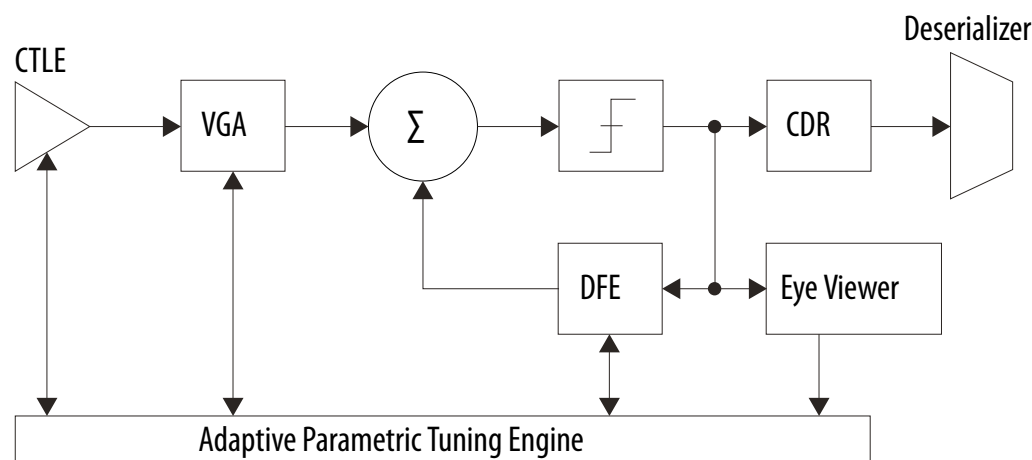 Deserializer
CTLE
VGA
Σ
CDR
DFE
Eye Viewer
Adaptive Parametric Tuning Engine